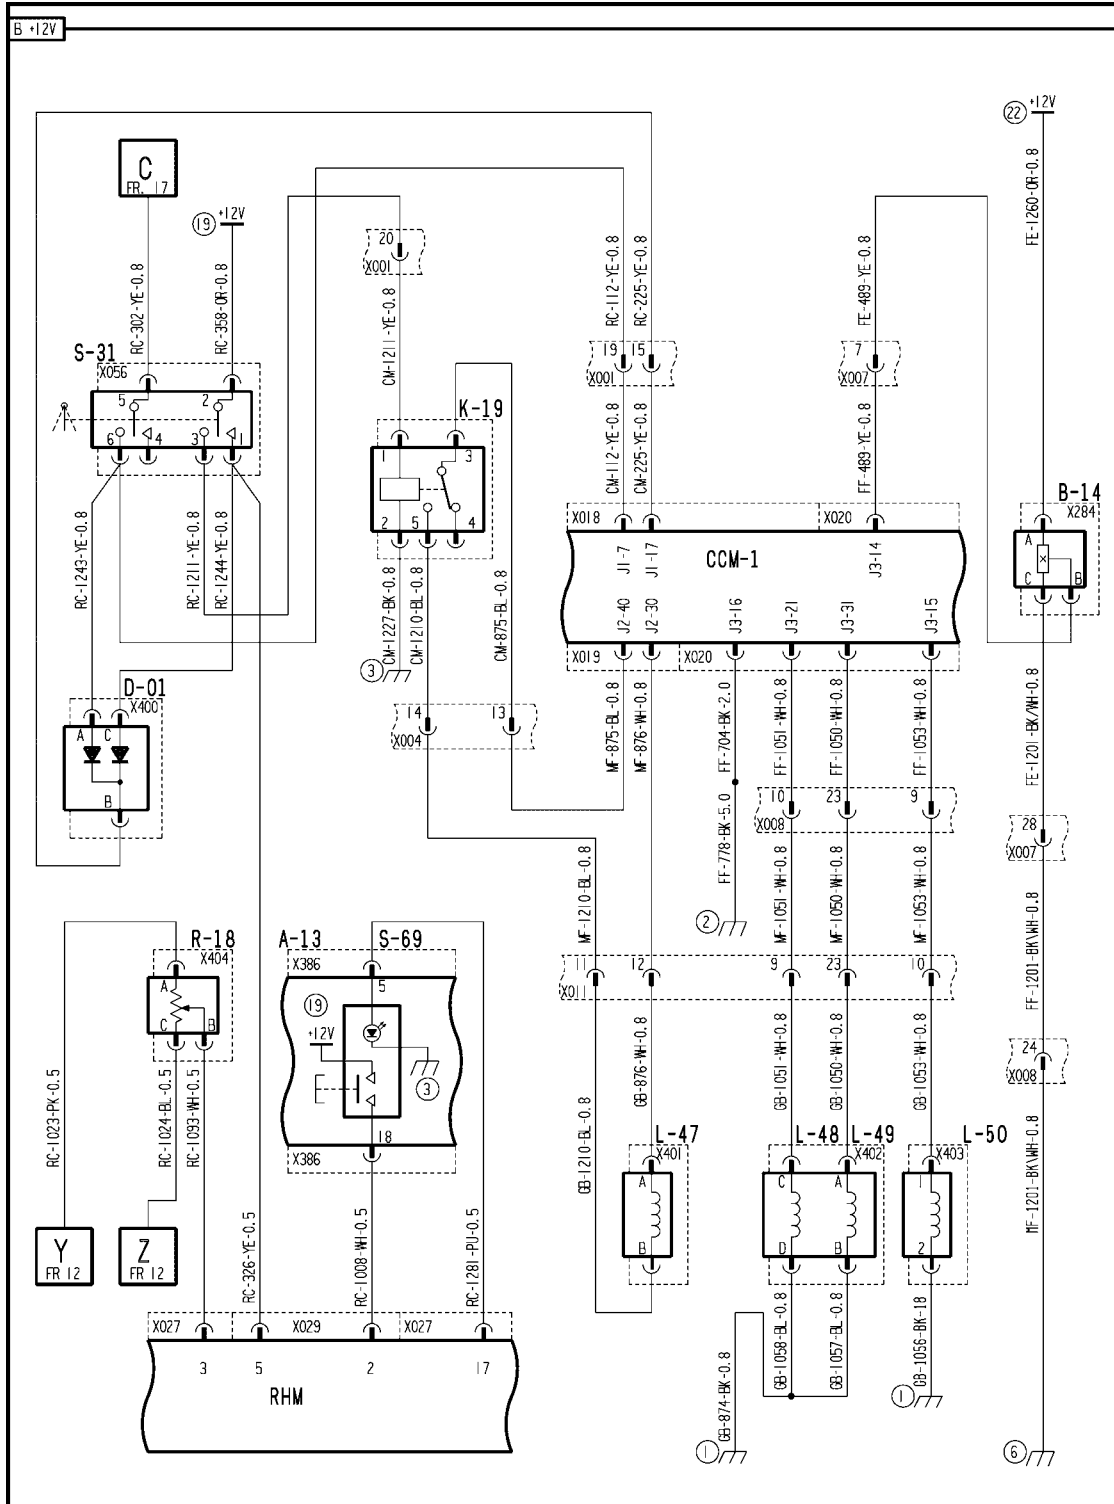 B +12V
22 +12V
C
FR. 17
19 +12V
FE-1260-OR-0.8
20
X001
RC-302-YE-0.8
RC-358-OR-0.8
RC-112-YE-0.8
RC-225-YE-0.8
FE-489-YE-0.8
CM-1211-YE-0.8
S-31
X056
19 15
X001
7
X007
5 2
6 4 3 1
K-19
1 3
2 5 4
CM-112-YE-0.8
CM-225-YE-0.8
FF-489-YE-0.8
B-14
X284
A
C B
X018
X020
J1-7
J1-17
J3-14
CCM-1
J2-40
J2-30
J3-16
J3-21
J3-31
J3-15
X019
X020
RC-1243-YE-0.8
RC-1211-YE-0.8
RC-1244-YE-0.8
CM-1227-BK-0.8
CM-1210-BL-0.8
CM-875-BL-0.8
3
D-01
X400
A C
B
14 13
X004
MF-875-BL-0.8
MF-876-WH-0.8
FF-704-BK-2.0
FF-1051-WH-0.8
FF-1050-WH-0.8
FF-1053-WH-0.8
FE-1201-BK/WH-0.8
10 23 9
X008
28
X007
FF-778-BK-5.0
2
MF-1210-BL-0.8
MF-1051-WH-0.8
MF-1050-WH-0.8
MF-1053-WH-0.8
FF-1201-BK\WH-0.8
R-18
X404
A
C B
A-13
S-69
X386
5
19
+12V
3
18
X386
11 12 9 23 10
X011
24
X008
RC-1023-PK-0.5
RC-1024-BL-0.5
RC-1093-WH-0.5
GB-1210-BL-0.8
GB-876-WH-0.8
GB-1051-WH-0.8
GB-1050-WH-0.8
GB-1053-WH-0.8
MF-1201-BK\WH-0.8
L-47
X401
A
B
L-48
L-49
X402
C A
D B
L-50
X403
1
2
Y
FR 12
Z
FR 12
RC-326-YE-0.5
RC-1008-WH-0.5
RC-1281-PU-0.5
X027 X029 X027
3 5 2 17
RHM
GB-874-BK-0.8
GB-1058-BL-0.8
GB-1057-BL-0.8
GB-1056-BK-18
1
1
6